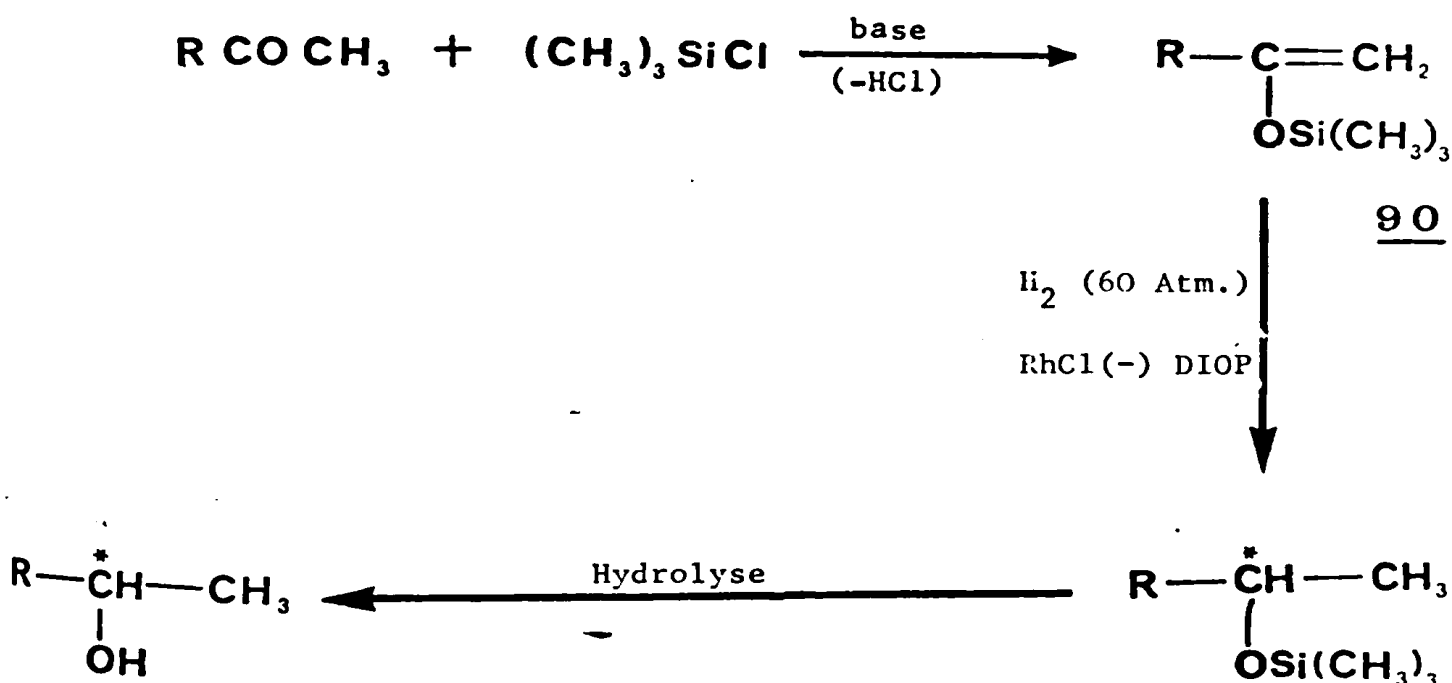 R CO CH₃ + (CH₃)₃ SiCl base (-HCl) R—C=CH₂
OSi(CH₃)₃
90
H₂ (60 Atm.)
RhCl(-) DIOP
R—*CH—CH₃ Hydrolyse R—*CH—CH₃
OH OSi(CH₃)₃